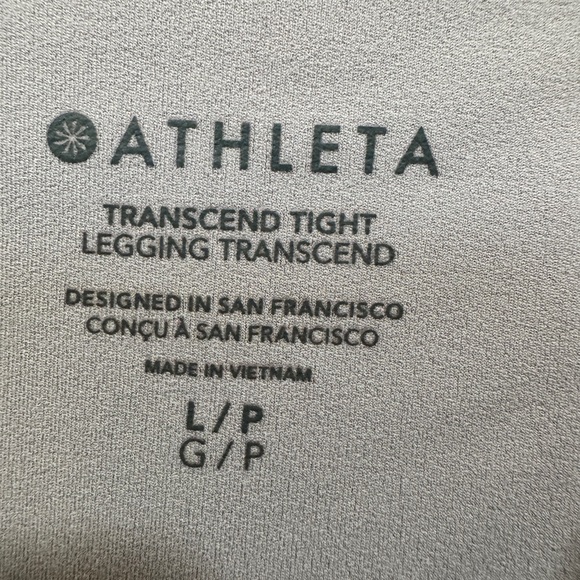 ATHLETA
TRANSCEND TIGHT
LEGGING TRANSCEND
DESIGNED IN SAN FRANCISCO
CONÇU À SAN FRANCISCO
MADE IN VIETNAM
L / P
G / P